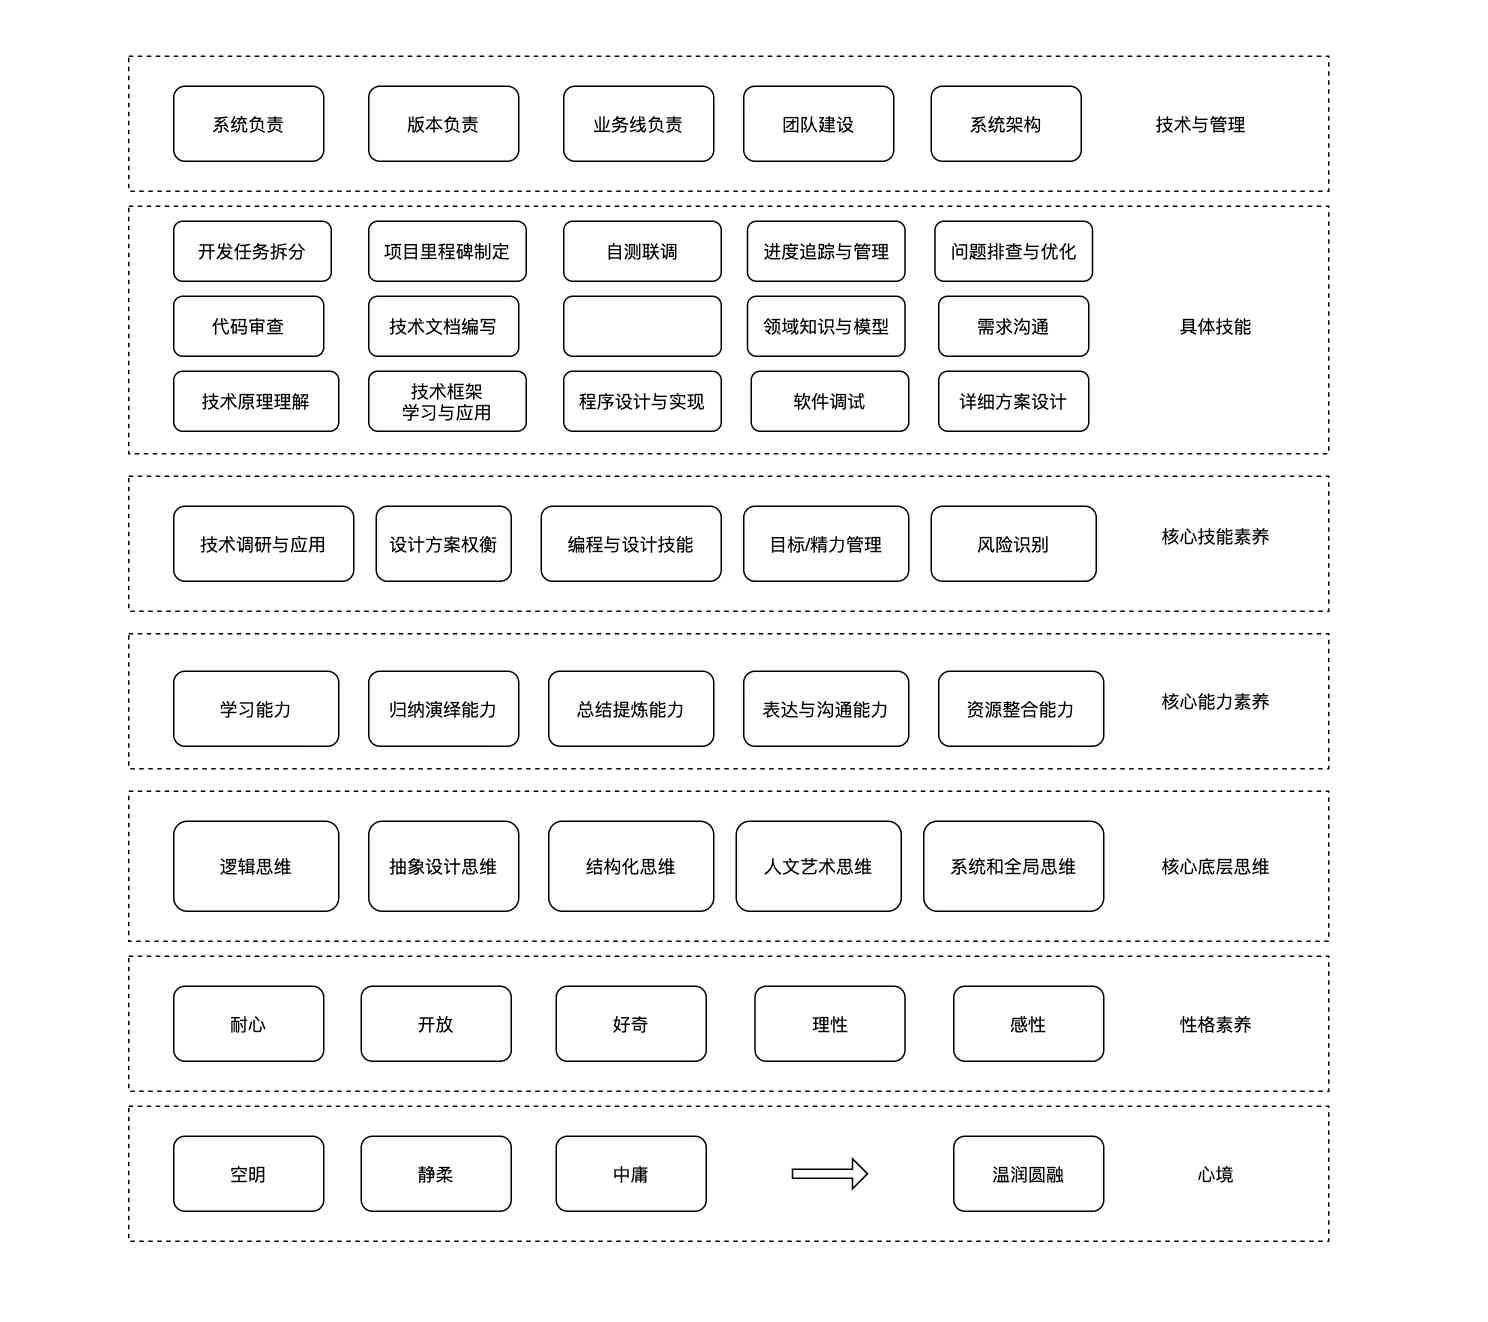 系统负责
版本负责
业务线负责
团队建设
系统架构
技术与管理
开发任务拆分
项目里程碑制定
自测联调
进度追踪与管理
问题排查与优化
代码审查
技术文档编写
领域知识与模型
需求沟通
具体技能
技术原理理解
技术框架
学习与应用
程序设计与实现
软件调试
详细方案设计
技术调研与应用
设计方案权衡
编程与设计技能
目标/精力管理
风险识别
核心技能素养
学习能力
归纳演绎能力
总结提炼能力
表达与沟通能力
资源整合能力
核心能力素养
逻辑思维
抽象设计思维
结构化思维
人文艺术思维
系统和全局思维
核心底层思维
耐心
开放
好奇
理性
感性
性格素养
空明
静柔
中庸
温润圆融
心境